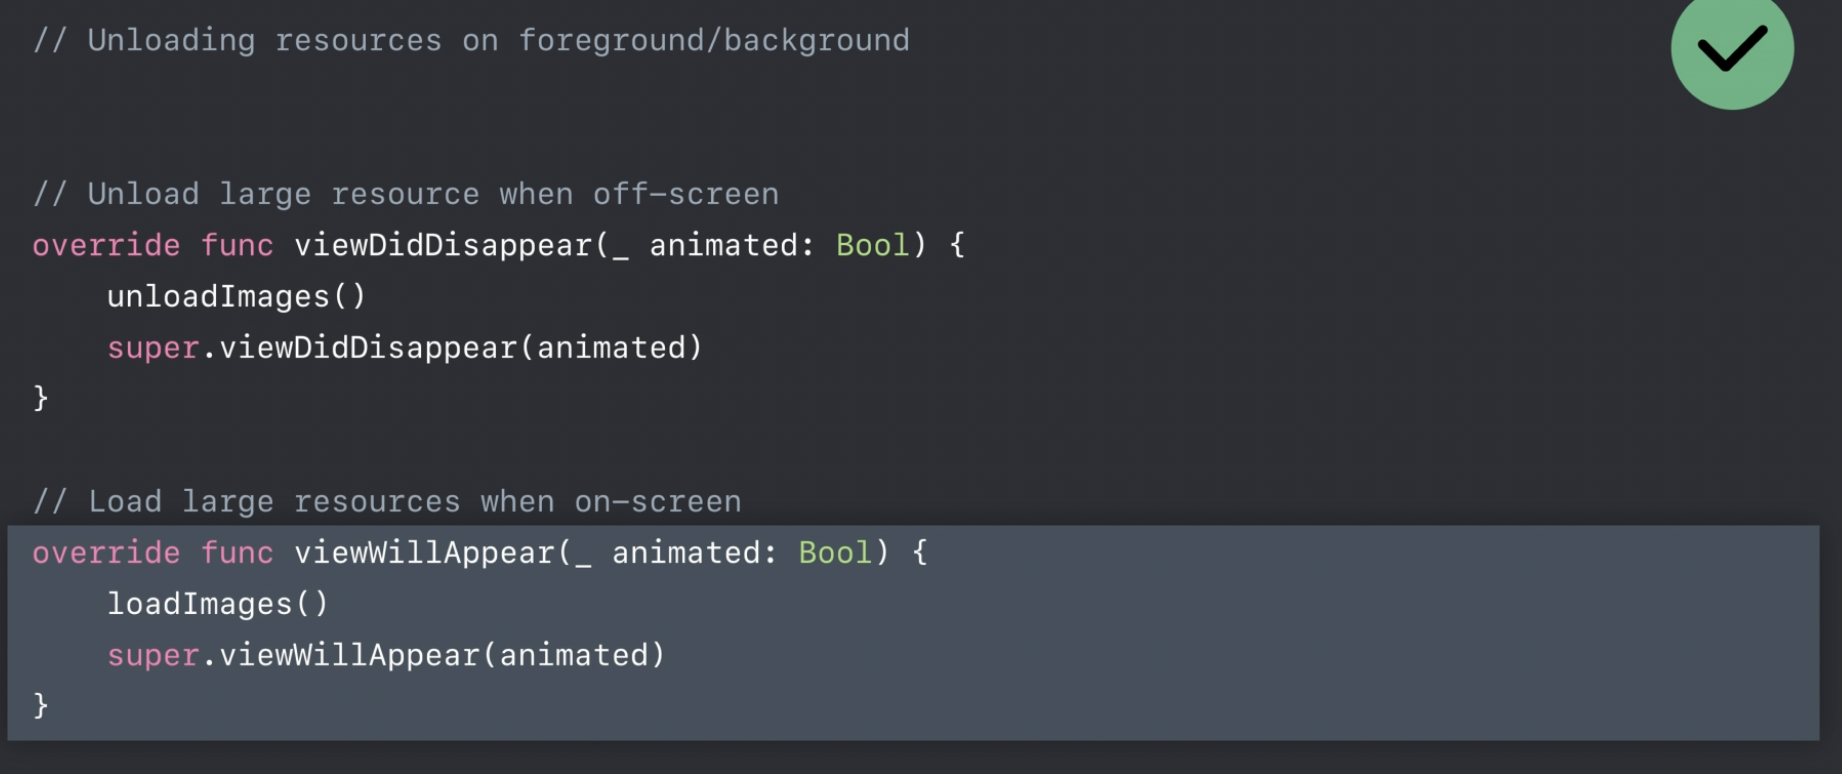 // Unloading resources on foreground/background
// Unload large resource when off-screen
override func viewDidDisappear(_ animated: Bool) {
    unloadImages()
    super.viewDidDisappear(animated)
}
// Load large resources when on-screen
override func viewWillAppear(_ animated: Bool) {
    loadImages()
    super.viewWillAppear(animated)
}